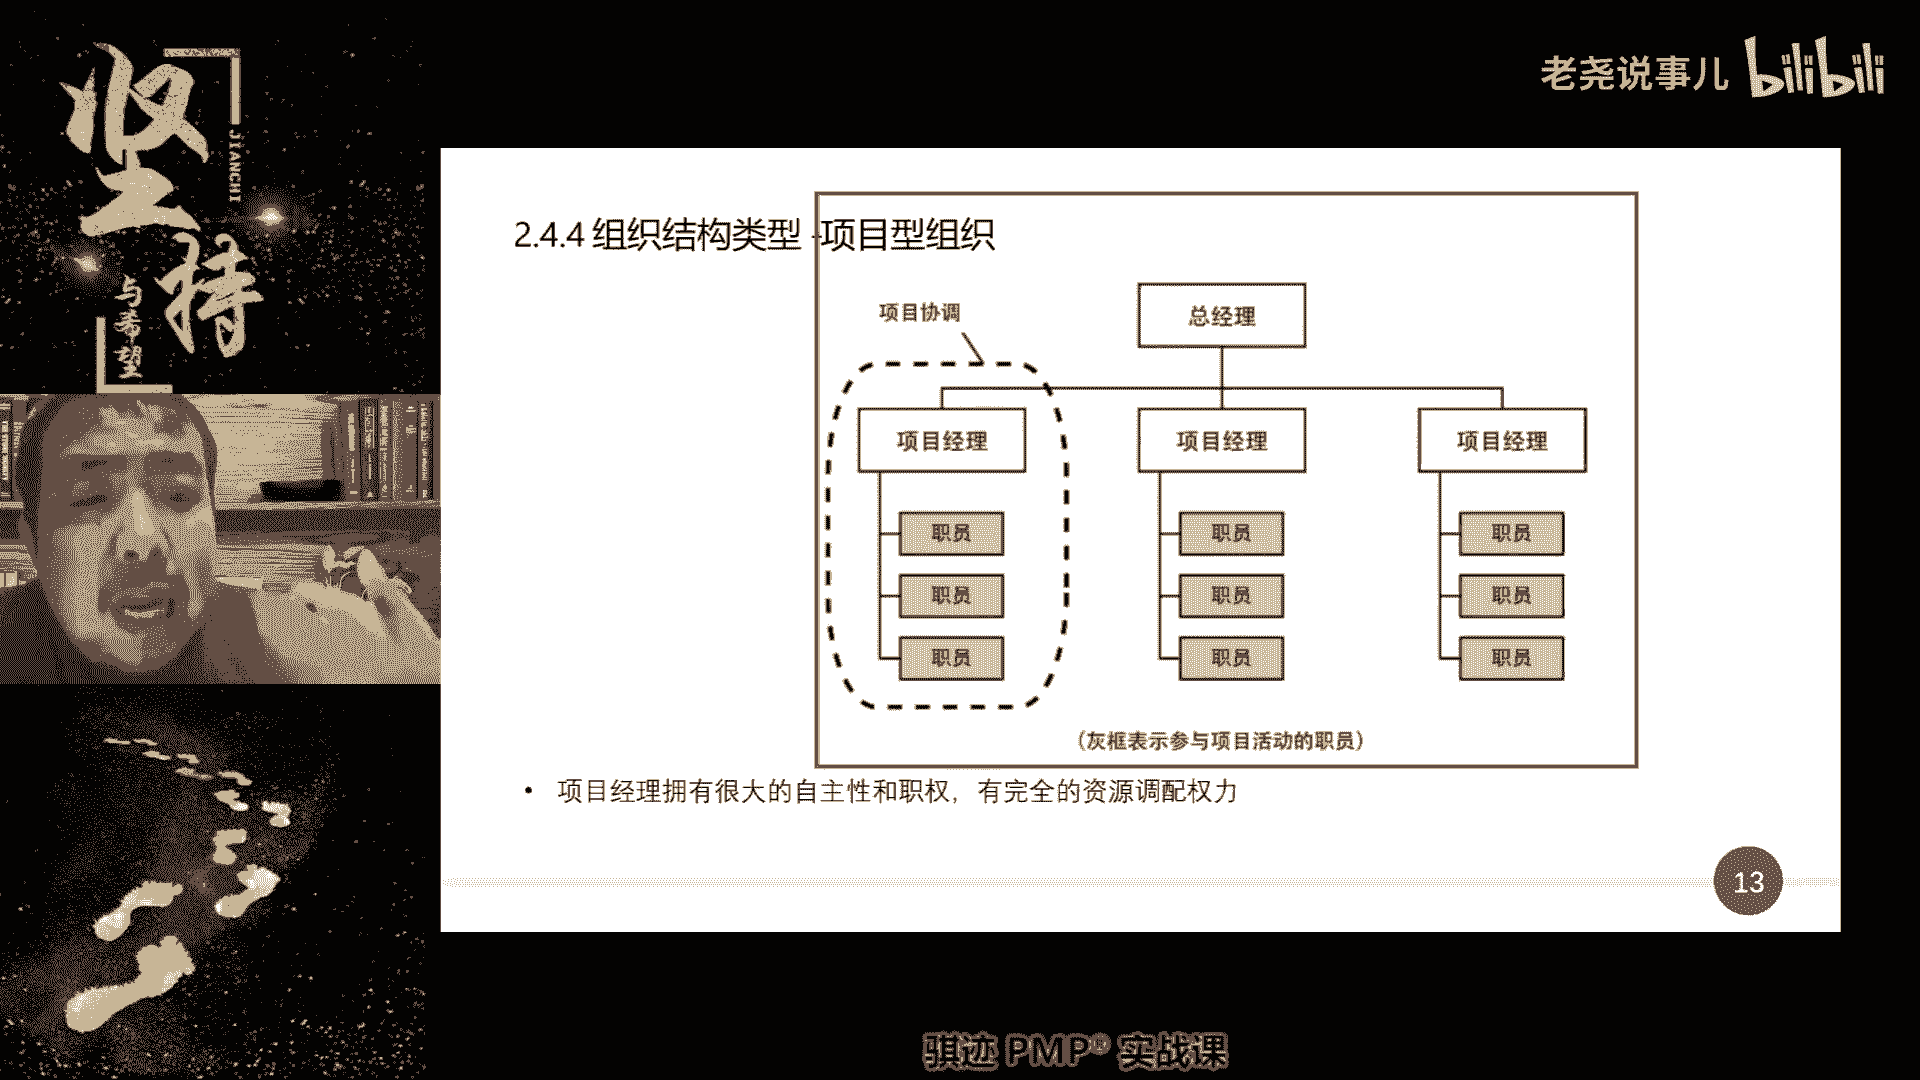 坚
JIANCHI
持
与希望
老尧说事儿 bilibili
2.4.4 组织结构类型 -项目型组织
项目协调
总经理
项目经理 项目经理 项目经理
职员 职员 职员
职员 职员 职员
职员 职员 职员
（灰框表示参与项目活动的职员）
• 项目经理拥有很大的自主性和职权，有完全的资源调配权力
13
骐迹 PMP® 实战课